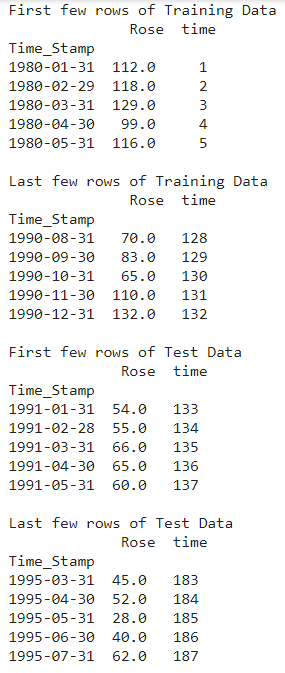 First few rows of Training Data
Rose time
Time_Stamp
1980-01-31 112.0 1
1980-02-29 118.0 2
1980-03-31 129.0 3
1980-04-30 99.0 4
1980-05-31 116.0 5
Last few rows of Training Data
Rose time
Time_Stamp
1990-08-31 70.0 128
1990-09-30 83.0 129
1990-10-31 65.0 130
1990-11-30 110.0 131
1990-12-31 132.0 132
First few rows of Test Data
Rose time
Time_Stamp
1991-01-31 54.0 133
1991-02-28 55.0 134
1991-03-31 66.0 135
1991-04-30 65.0 136
1991-05-31 60.0 137
Last few rows of Test Data
Rose time
Time_Stamp
1995-03-31 45.0 183
1995-04-30 52.0 184
1995-05-31 28.0 185
1995-06-30 40.0 186
1995-07-31 62.0 187